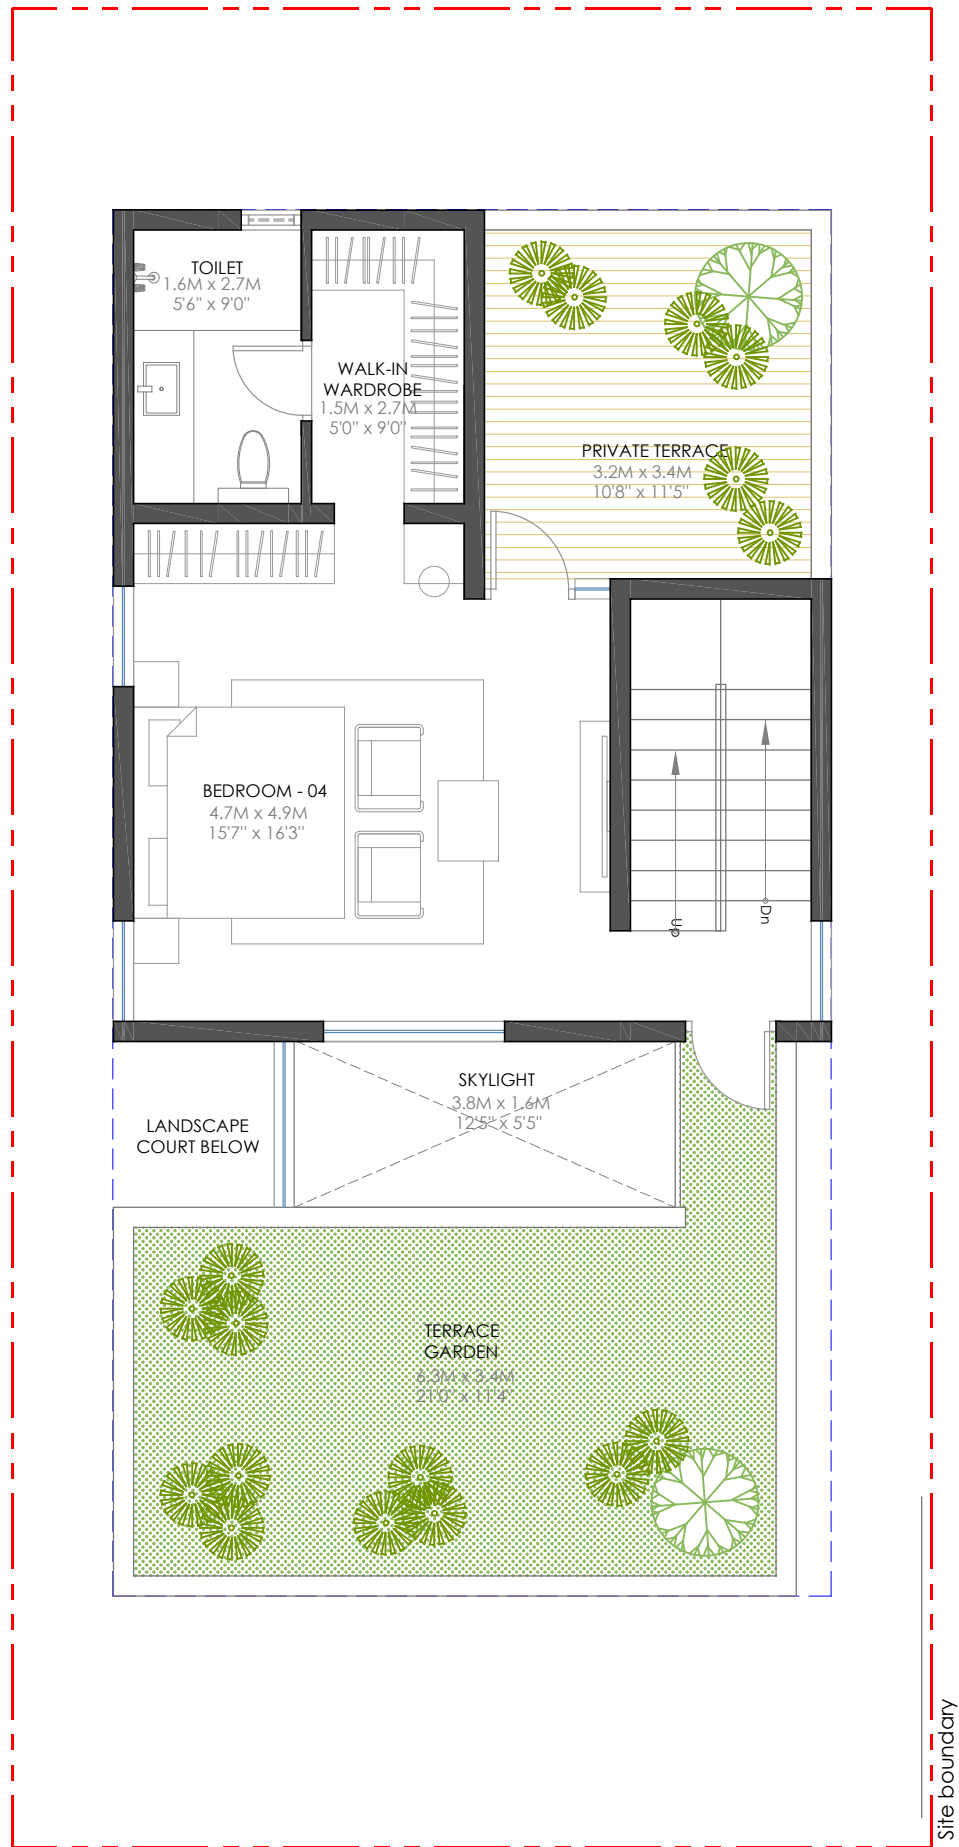 TOILET
1.6M x 2.7M
5'6" x 9'0"
WALK-IN
WARDROBE
1.5M x 2.7M
5'0" x 9'0"
PRIVATE TERRACE
3.2M x 3.4M
10'8" x 11'5"
BEDROOM - 04
4.7M x 4.9M
15'7" x 16'3"
Up
Dn
SKYLIGHT
3.8M x 1.6M
12'5" x 5'5"
LANDSCAPE
COURT BELOW
TERRACE
GARDEN
6.3M x 3.4M
21'0" x 11'4"
Site boundary